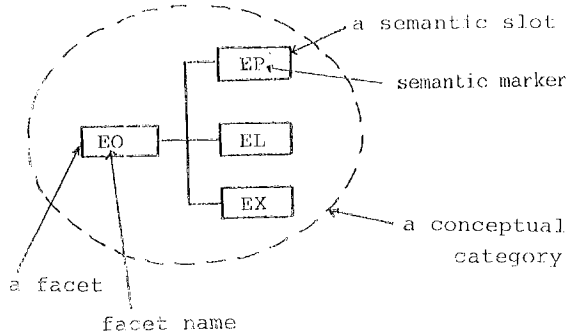 a semantic slot
EP
semantic marker
EO
EL
EX
a conceptual
category
a facet
facet name